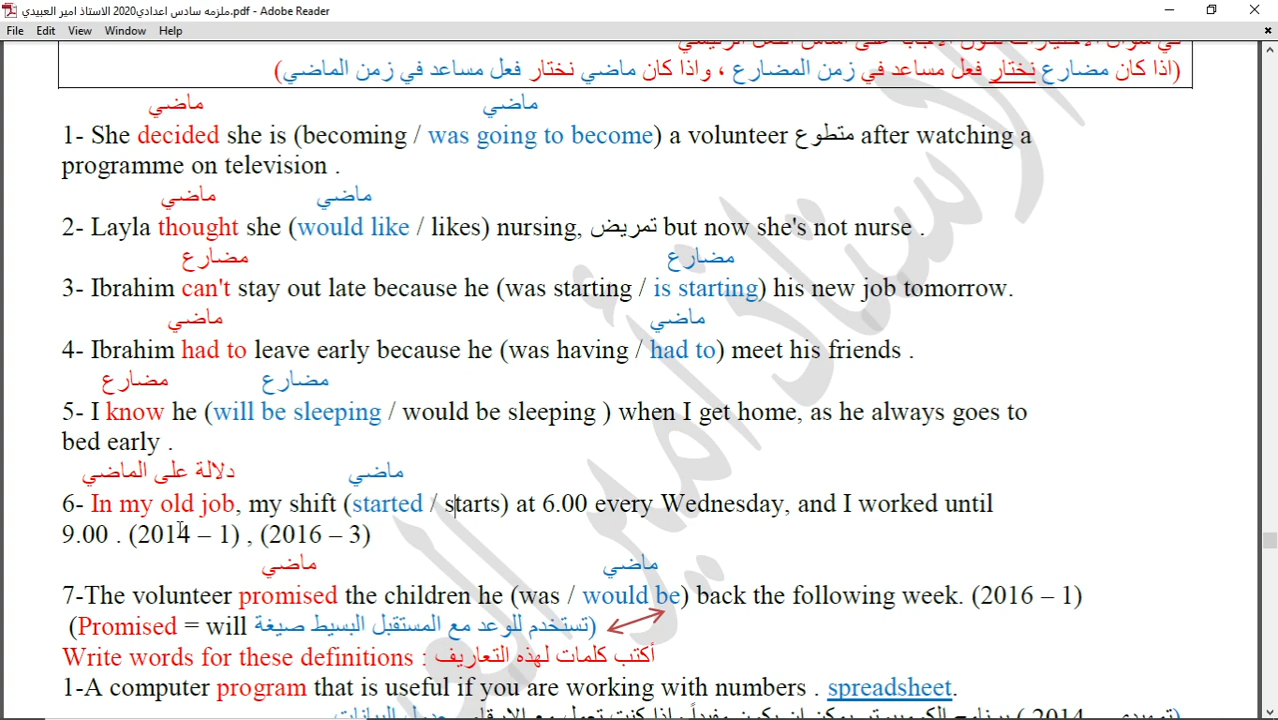 ملزمه سادس اعدادي2020 الاستاذ امير العبيدي.pdf - Adobe Reader
File Edit View Window Help
في سؤال الاختيارات تكون الاجابة على اساس الفعل الرئيسي
(اذا كان مضارع نختار فعل مساعد في زمن المضارع ، واذا كان ماضي نختار فعل مساعد في زمن الماضي)
ماضي ماضي
1- She decided she is (becoming / was going to become) a volunteer متطوع after watching a
programme on television .
ماضي ماضي
2- Layla thought she (would like / likes) nursing, تمريض but now she's not nurse .
مضارع مضارع
3- Ibrahim can't stay out late because he (was starting / is starting) his new job tomorrow.
ماضي ماضي
4- Ibrahim had to leave early because he (was having / had to) meet his friends .
مضارع مضارع
5- I know he (will be sleeping / would be sleeping ) when I get home, as he always goes to
bed early .
دلالة على الماضي ماضي
6- In my old job, my shift (started / starts) at 6.00 every Wednesday, and I worked until
9.00 . (2014 – 1) , (2016 – 3)
ماضي ماضي
7-The volunteer promised the children he (was / would be) back the following week. (2016 – 1)
(Promised = will تستخدم للوعد مع المستقبل البسيط صيغة)
Write words for these definitions : أكتب كلمات لهذه التعاريف
1-A computer program that is useful if you are working with numbers . spreadsheet.